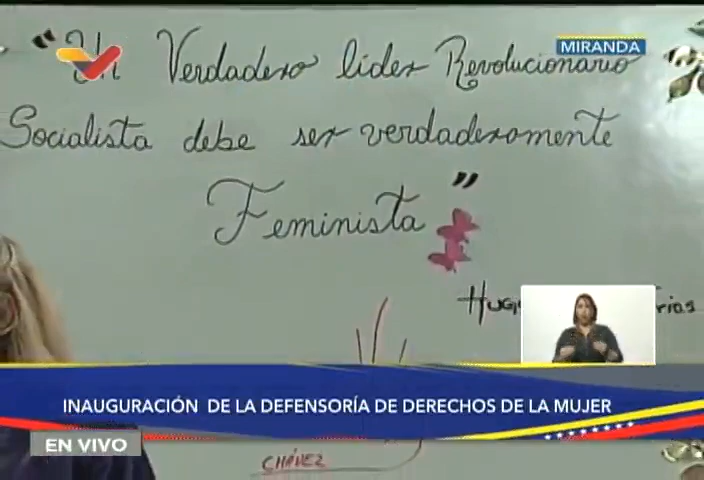 "Un Verdadero líder Revolucionario
MIRANDA
Socialista debe ser verdaderamente
Feminista"
INAUGURACIÓN DE LA DEFENSORÍA DE DERECHOS DE LA MUJER
EN VIVO
CHÁVEZ